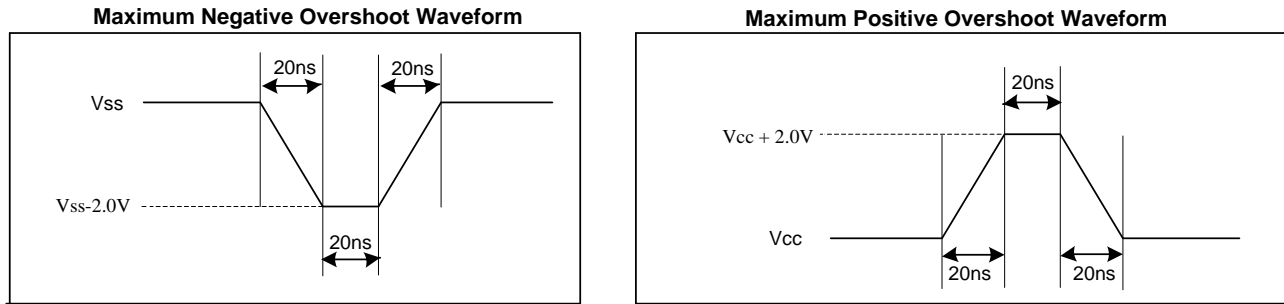 Maximum Negative Overshoot Waveform
20ns
20ns
Vss
Vss-2.0V
20ns
Maximum Positive Overshoot Waveform
20ns
Vcc + 2.0V
Vcc
20ns
20ns